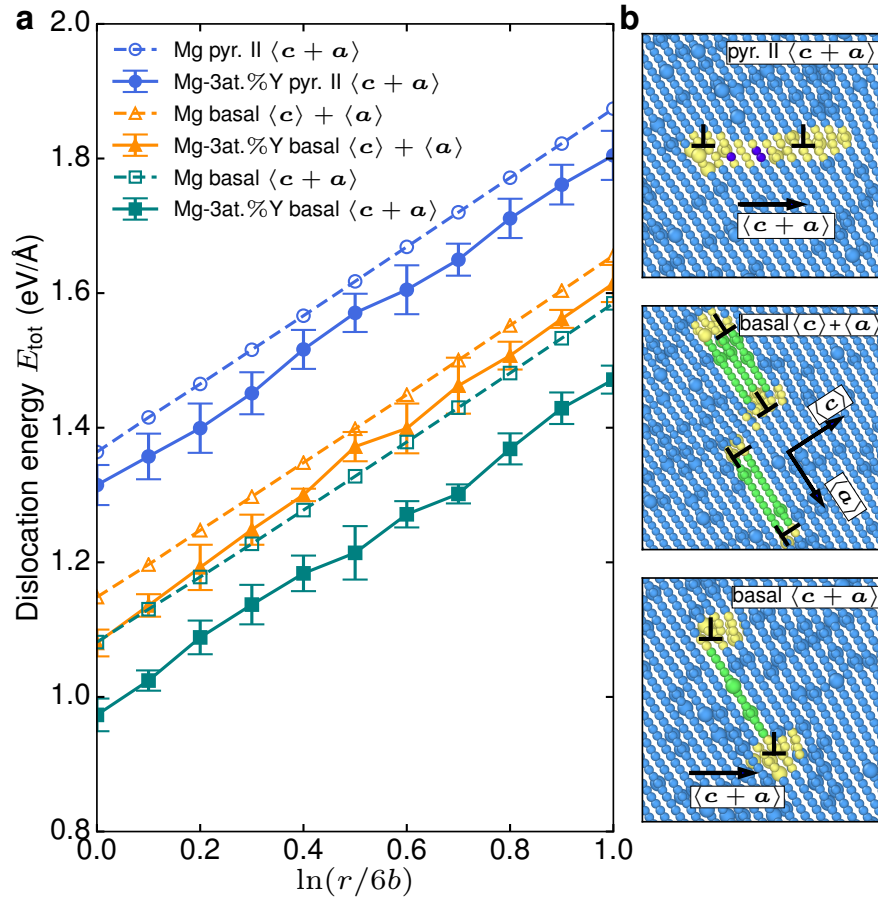 a
2.0
1.8
1.6
1.4
1.2
1.0
0.8
Dislocation energy E_tot (eV/Å)
Mg pyr. II ⟨c + a⟩
Mg-3at.%Y pyr. II ⟨c + a⟩
Mg basal ⟨c⟩ + ⟨a⟩
Mg-3at.%Y basal ⟨c⟩ + ⟨a⟩
Mg basal ⟨c + a⟩
Mg-3at.%Y basal ⟨c + a⟩
0.0 0.2 0.4 0.6 0.8 1.0
ln(r/6b)
b
pyr. II ⟨c + a⟩
⟨c + a⟩
basal ⟨c⟩+⟨a⟩
⟨c⟩
⟨a⟩
basal ⟨c + a⟩
⟨c + a⟩